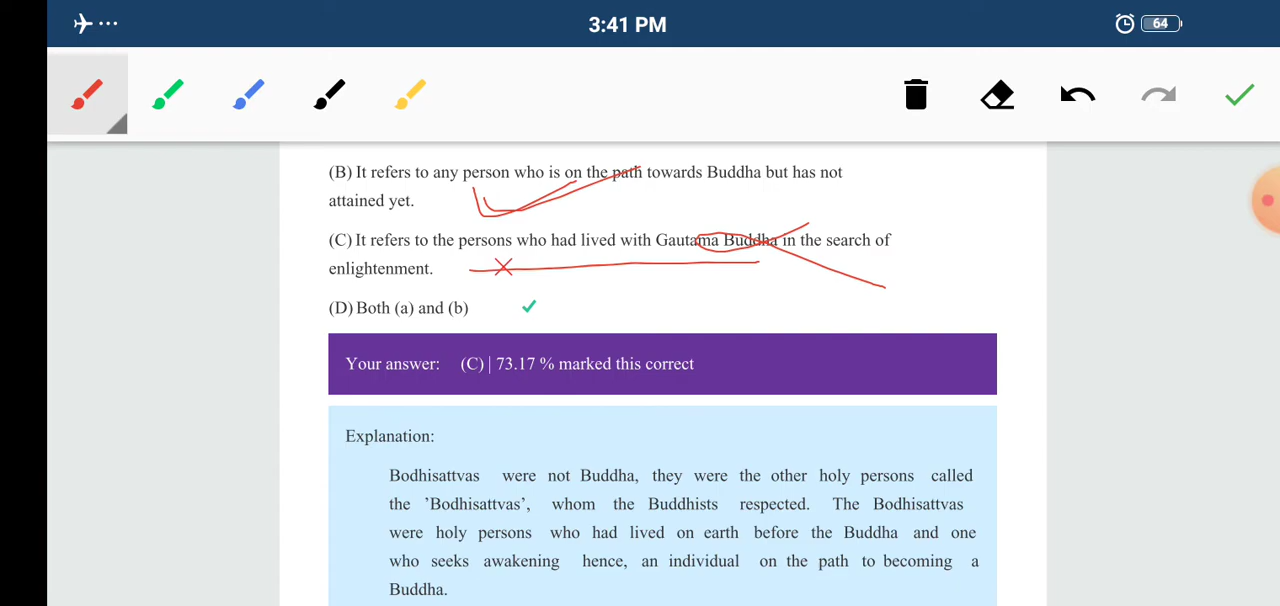 3:41 PM
64
(B) It refers to any person who is on the path towards Buddha but has not
attained yet.
(C) It refers to the persons who had lived with Gautama Buddha in the search of
enlightenment.
(D) Both (a) and (b)
Your answer: (C) | 73.17 % marked this correct
Explanation:
Bodhisattvas were not Buddha, they were the other holy persons called
the ’Bodhisattvas’, whom the Buddhists respected. The Bodhisattvas
were holy persons who had lived on earth before the Buddha and one
who seeks awakening hence, an individual on the path to becoming a
Buddha.